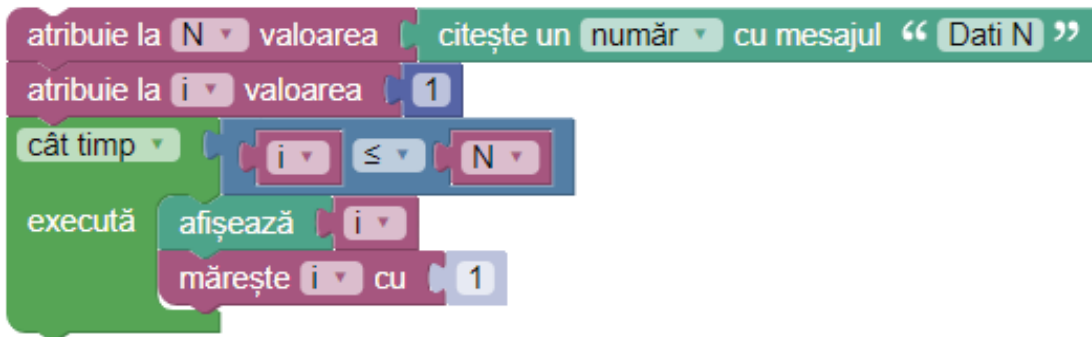 atribuie la N ▾ valoarea citește un număr ▾ cu mesajul “ Dati N ”
atribuie la i ▾ valoarea 1
cât timp ▾ i ▾ ≤ ▾ N ▾
execută afișează i ▾
mărește i ▾ cu 1